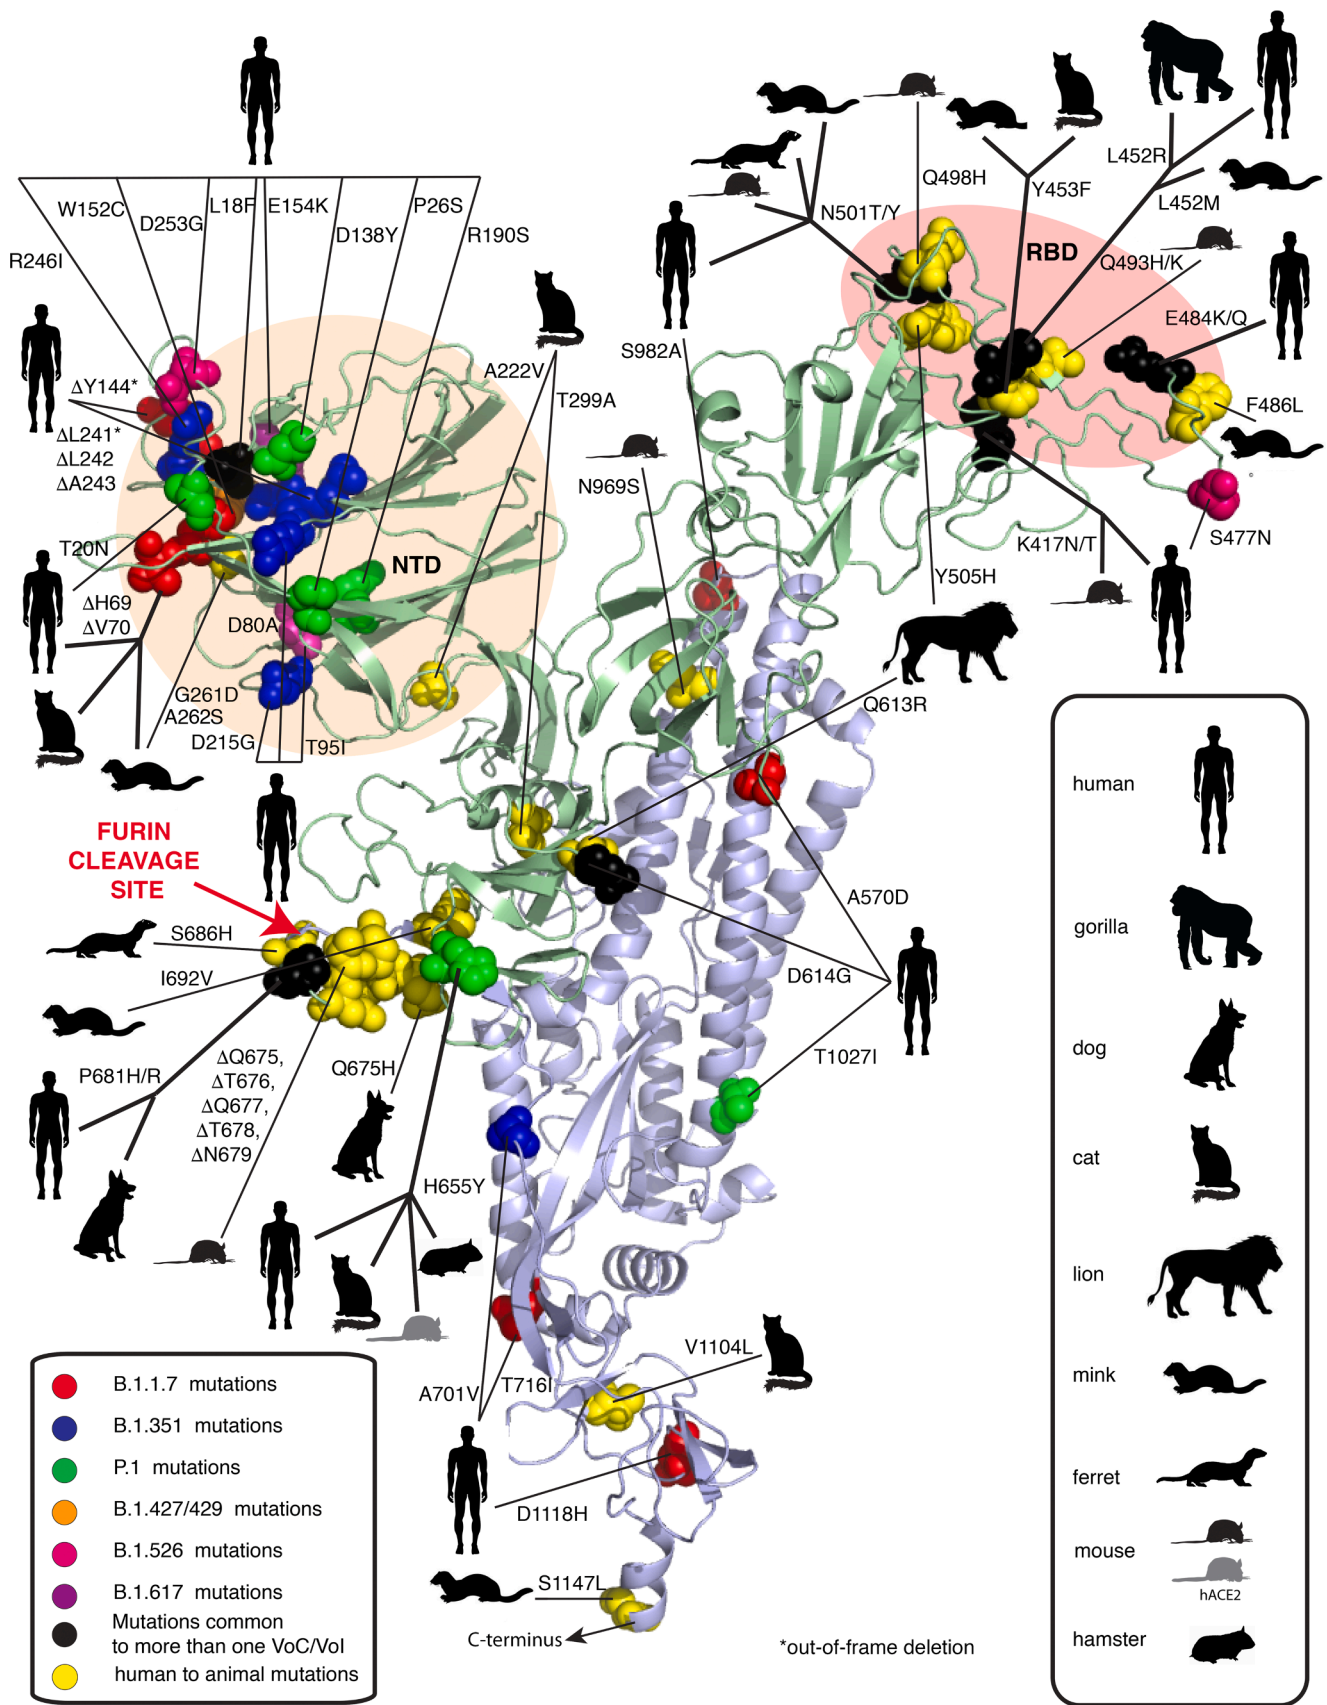 W152C
D253G
L18F
E154K
D138Y
P26S
R190S
R246I
ΔY144*
ΔL241*
ΔL242
ΔA243
T20N
ΔH69
ΔV70
D80A
G261D
A262S
D215G
T95I
NTD
A222V
T299A
N969S
S982A
N501T/Y
Q498H
Y453F
L452R
L452M
RBD
Q493H/K
E484K/Q
F486L
S477N
K417N/T
Y505H
Q613R
FURIN
CLEAVAGE
SITE
S686H
I692V
P681H/R
ΔQ675,
ΔT676,
ΔQ677,
ΔT678,
ΔN679
Q675H
H655Y
A570D
D614G
T1027I
A701V
T716I
V1104L
D1118H
S1147L
C-terminus
*out-of-frame deletion
B.1.1.7 mutations
B.1.351 mutations
P.1 mutations
B.1.427/429 mutations
B.1.526 mutations
B.1.617 mutations
Mutations common
to more than one VoC/VoI
human to animal mutations
human
gorilla
dog
cat
lion
mink
ferret
mouse
hACE2
hamster